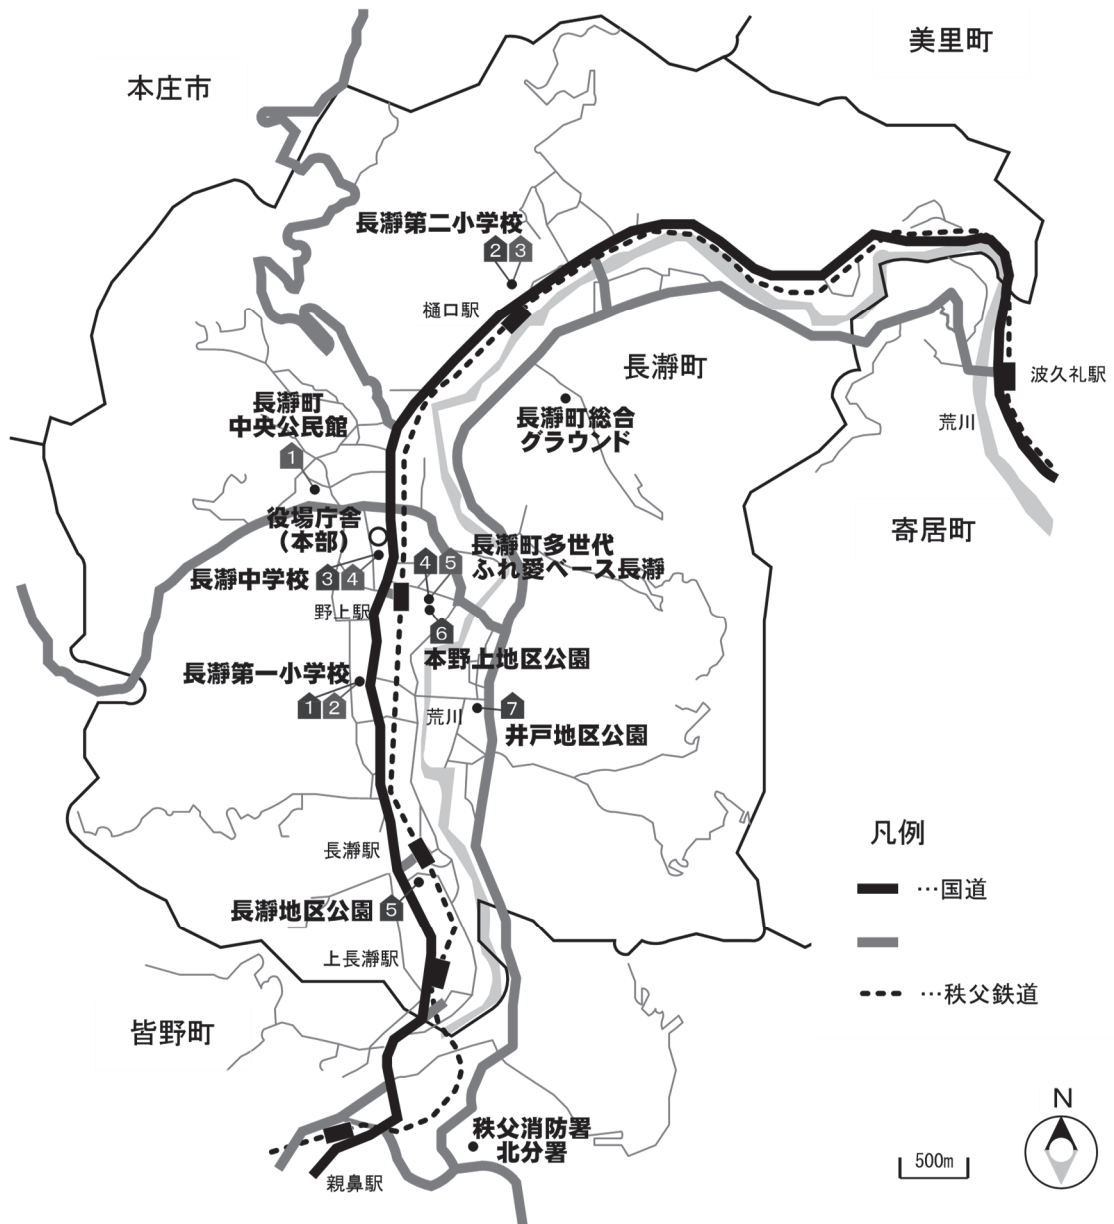 美里町
本庄市
長瀞第二小学校
2 3
樋口駅
長瀞町
波久礼駅
長瀞町
中央公民館
1
長瀞町総合
グラウンド
荒川
役場庁舎
（本部）
寄居町
長瀞町多世代
ふれ愛ベース長瀞
4 5
長瀞中学校
3 4
野上駅
6
本野上地区公園
長瀞第一小学校
1 2
荒川
7
井戸地区公園
凡例
長瀞駅
…国道
長瀞地区公園
5
上長瀞駅
…秩父鉄道
皆野町
N
秩父消防署
北分署
500m
親鼻駅